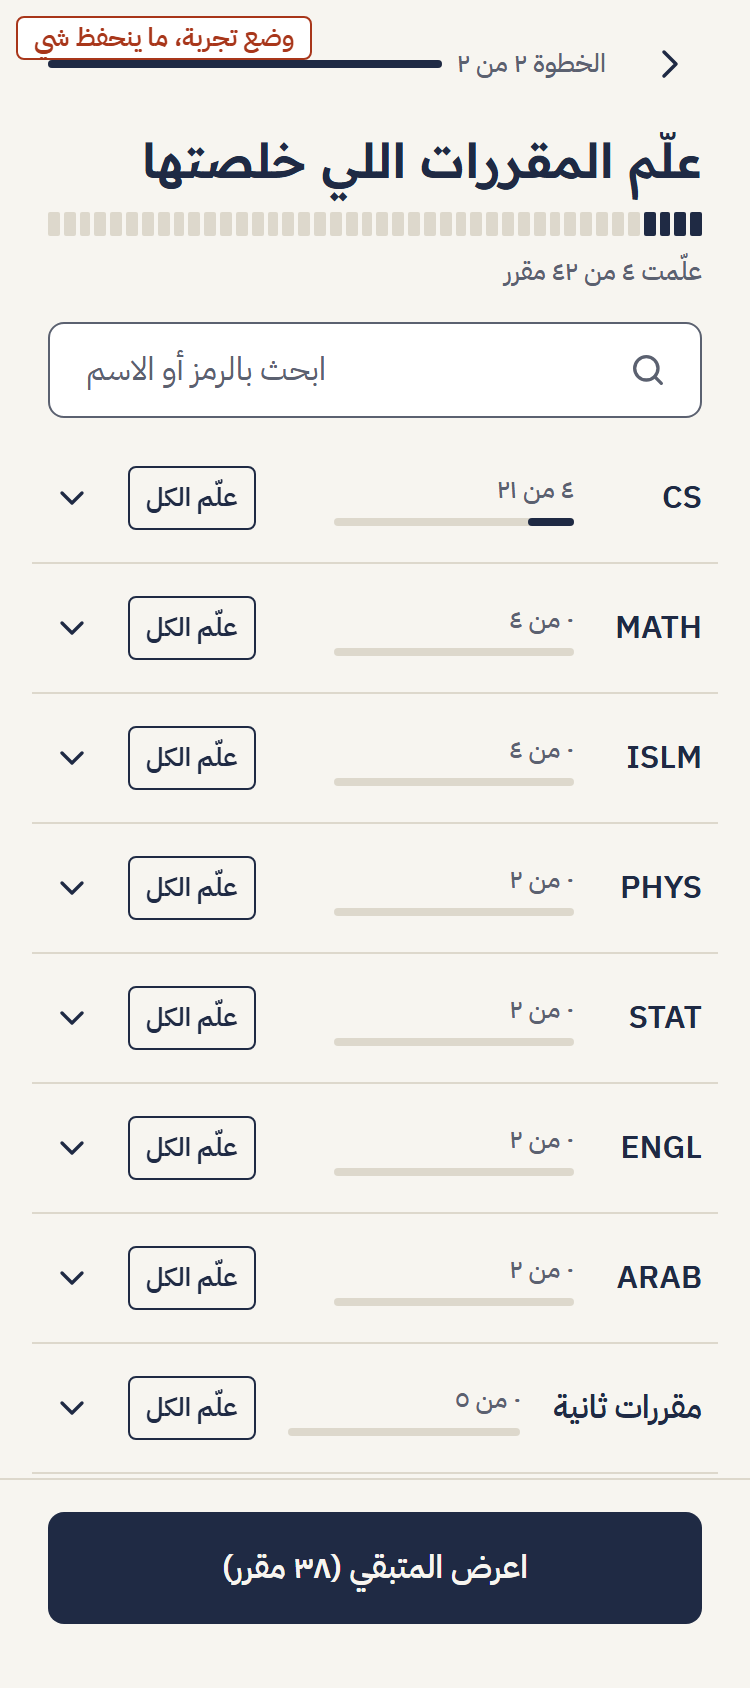 وضع تجربة، ما ينحفظ شي
الخطوة ٢ من ٢
علّم المقررات اللي خلصتها
علّمت ٤ من ٤٢ مقرر
ابحث بالرمز أو الاسم
CS
٤ من ٢١
علّم الكل
MATH
٠ من ٤
علّم الكل
ISLM
٠ من ٤
علّم الكل
PHYS
٠ من ٢
علّم الكل
STAT
٠ من ٢
علّم الكل
ENGL
٠ من ٢
علّم الكل
ARAB
٠ من ٢
علّم الكل
مقررات ثانية
٠ من ٥
علّم الكل
اعرض المتبقي (٣٨ مقرر)